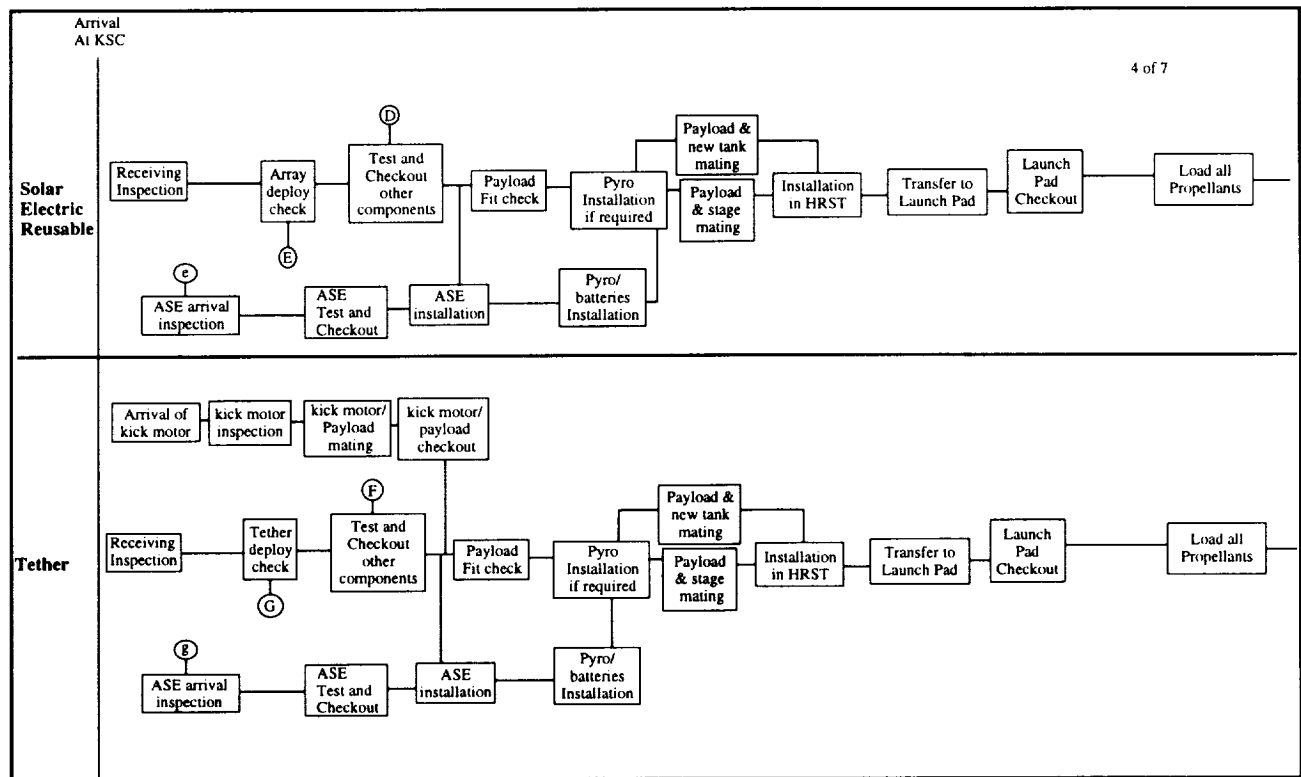 Arrival
At KSC
4 of 7
Solar
Electric
Reusable
Receiving
Inspection
Array
deploy
check
E
D
Test and
Checkout
other
components
Payload
Fit check
Pyro
Installation
if required
Payload &
new tank
mating
Payload
& stage
mating
Installation
in HRST
Transfer to
Launch Pad
Launch
Pad
Checkout
Load all
Propellants
e
ASE arrival
inspection
ASE
Test and
Checkout
ASE
installation
Pyro/
batteries
Installation
Tether
Arrival of
kick motor
kick motor
inspection
kick motor/
Payload
mating
kick motor/
payload
checkout
Receiving
Inspection
Tether
deploy
check
G
F
Test and
Checkout
other
components
Payload
Fit check
Pyro
Installation
if required
Payload &
new tank
mating
Payload
& stage
mating
Installation
in HRST
Transfer to
Launch Pad
Launch
Pad
Checkout
Load all
Propellants
g
ASE arrival
inspection
ASE
Test and
Checkout
ASE
installation
Pyro/
batteries
Installation